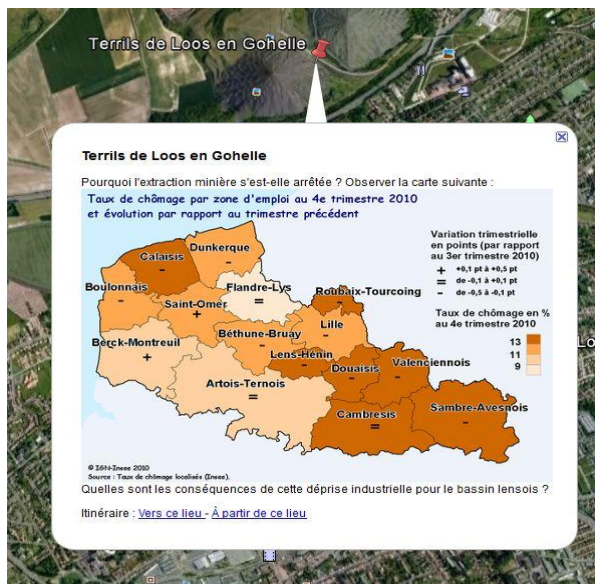 Terrils de Loos en Gohelle
Terrils de Loos en Gohelle
Pourquoi l'extraction minière s'est-elle arrêtée ? Observer la carte suivante :
Taux de chômage par zone d'emploi au 4e trimestre 2010
et évolution par rapport au trimestre précédent
Variation trimestrielle
en points (par rapport
au 3er trimestre 2010)
+ +0,1 pt à +0,5 pt
= de -0,1 à +0,1 pt
- de -0,5 à -0,1 pt
Taux de chômage en %
au 4e trimestre 2010
13
11
9
Dunkerque
-
Calaisis
-
Boulonnais
-
Flandre-Lys
=
Roubaix-Tourcoing
-
Saint-Omer
+
Lille
-
Béthune-Bruay
-
Berck-Montreuil
+
Lens-Hénin
-
Douaisis
-
Valenciennois
-
Artois-Ternois
=
Cambresis
=
Sambre-Avesnois
-
© IGN-Insee 2010
Source : Taux de chômage localisés (Insee).
Quelles sont les conséquences de cette déprise industrielle pour le bassin lensois ?
Itinéraire : Vers ce lieu - À partir de ce lieu
Lo